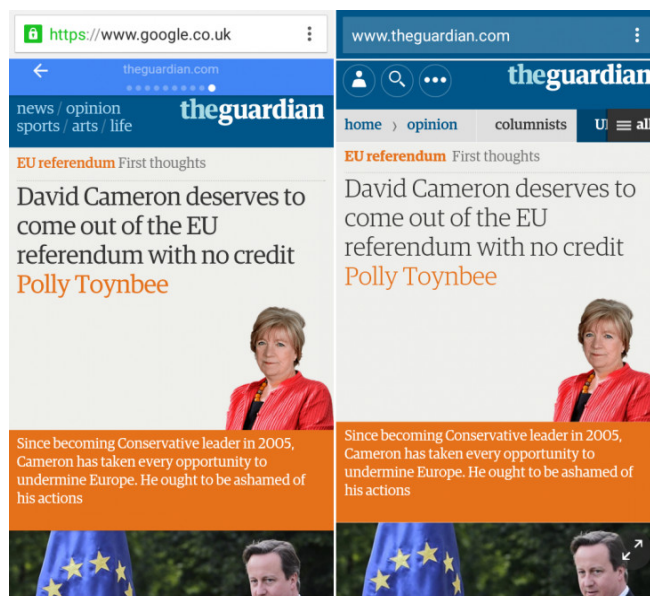 https://www.google.co.uk
theguardian.com
news / opinion
sports / arts / life
theguardian
EU referendum First thoughts
David Cameron deserves to
come out of the EU
referendum with no credit
Polly Toynbee
Since becoming Conservative leader in 2005,
Cameron has taken every opportunity to
undermine Europe. He ought to be ashamed of
his actions
www.theguardian.com
theguardian
home › opinion columnists U all
EU referendum First thoughts
David Cameron deserves to
come out of the EU
referendum with no credit
Polly Toynbee
Since becoming Conservative leader in 2005,
Cameron has taken every opportunity to
undermine Europe. He ought to be ashamed of
his actions